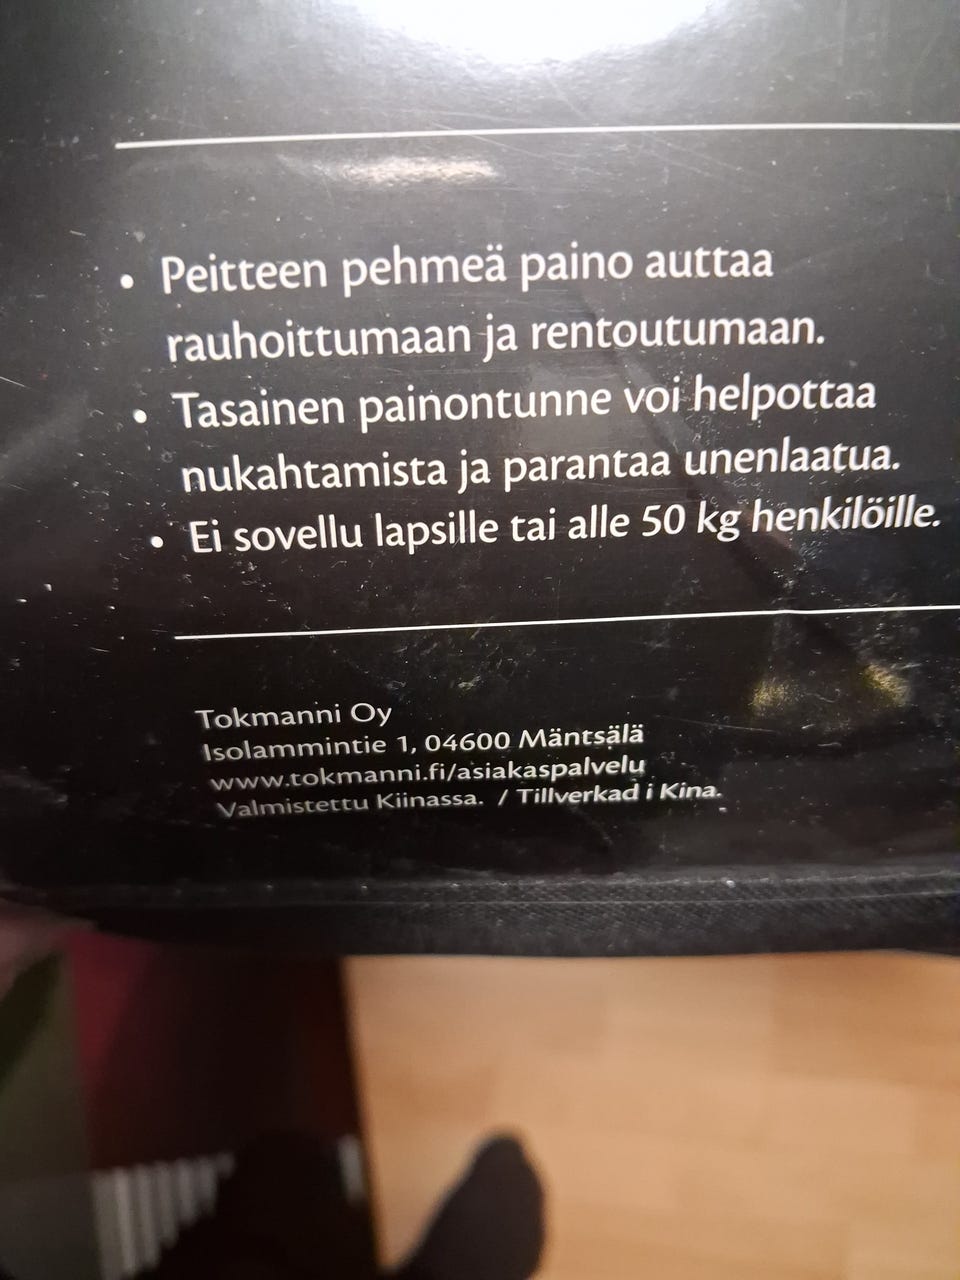 • Peitteen pehmeä paino auttaa
rauhoittumaan ja rentoutumaan.
• Tasainen painontunne voi helpottaa
nukahtamista ja parantaa unenlaatua.
• Ei sovellu lapsille tai alle 50 kg henkilöille.
Tokmanni Oy
Isolammintie 1, 04600 Mäntsälä
www.tokmanni.fi/asiakaspalvelu
Valmistettu Kiinassa. / Tillverkad i Kina.